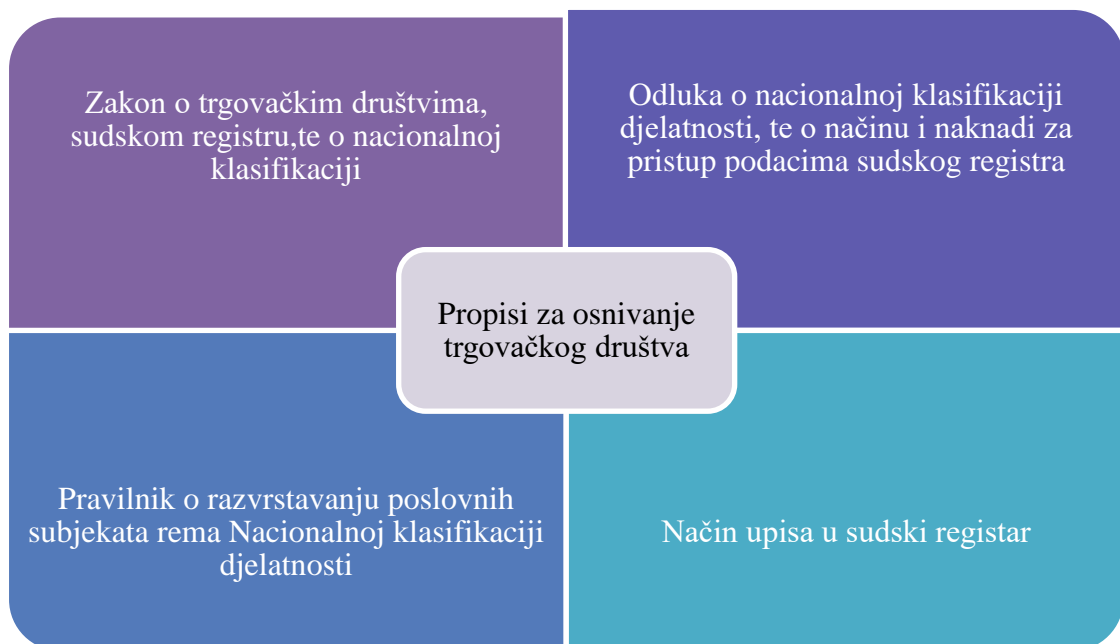 Zakon o trgovačkim društvima,
sudskom registru,te o nacionalnoj
klasifikaciji
Odluka o nacionalnoj klasifikaciji
djelatnosti, te o načinu i naknadi za
pristup podacima sudskog registra
Propisi za osnivanje
trgovačkog društva
Pravilnik o razvrstavanju poslovnih
subjekata rema Nacionalnoj klasifikaciji
djelatnosti
Način upisa u sudski registar